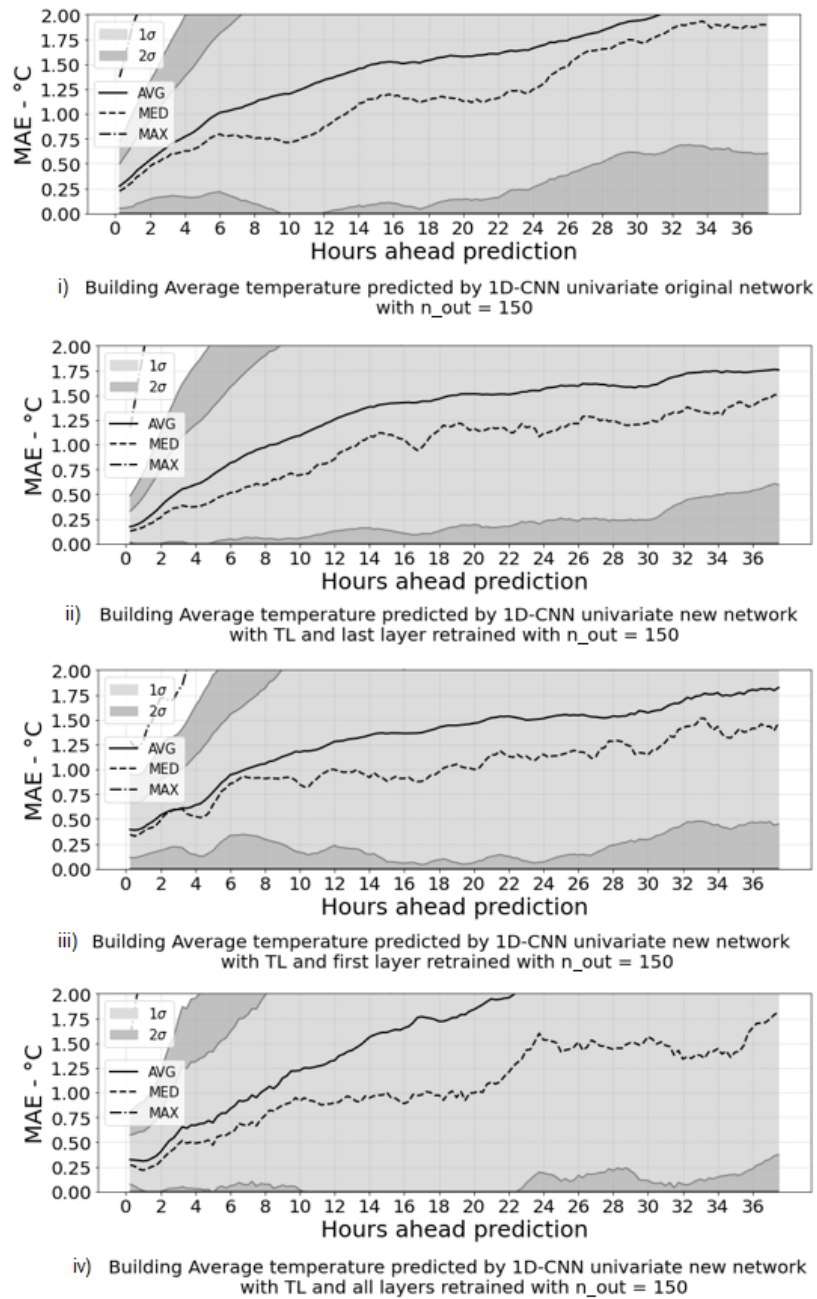 2.00
1.75
1.50
1.25
1.00
0.75
0.50
0.25
0.00
MAE - °C
1σ
2σ
AVG
MED
MAX
0 2 4 6 8 10 12 14 16 18 20 22 24 26 28 30 32 34 36
Hours ahead prediction
i) Building Average temperature predicted by 1D-CNN univariate original network
with n_out = 150
2.00
1.75
1.50
1.25
1.00
0.75
0.50
0.25
0.00
MAE - °C
1σ
2σ
AVG
MED
MAX
0 2 4 6 8 10 12 14 16 18 20 22 24 26 28 30 32 34 36
Hours ahead prediction
ii) Building Average temperature predicted by 1D-CNN univariate new network
with TL and last layer retrained with n_out = 150
2.00
1.75
1.50
1.25
1.00
0.75
0.50
0.25
0.00
MAE - °C
1σ
2σ
AVG
MED
MAX
0 2 4 6 8 10 12 14 16 18 20 22 24 26 28 30 32 34 36
Hours ahead prediction
iii) Building Average temperature predicted by 1D-CNN univariate new network
with TL and first layer retrained with n_out = 150
2.00
1.75
1.50
1.25
1.00
0.75
0.50
0.25
0.00
MAE - °C
1σ
2σ
AVG
MED
MAX
0 2 4 6 8 10 12 14 16 18 20 22 24 26 28 30 32 34 36
Hours ahead prediction
iv) Building Average temperature predicted by 1D-CNN univariate new network
with TL and all layers retrained with n_out = 150